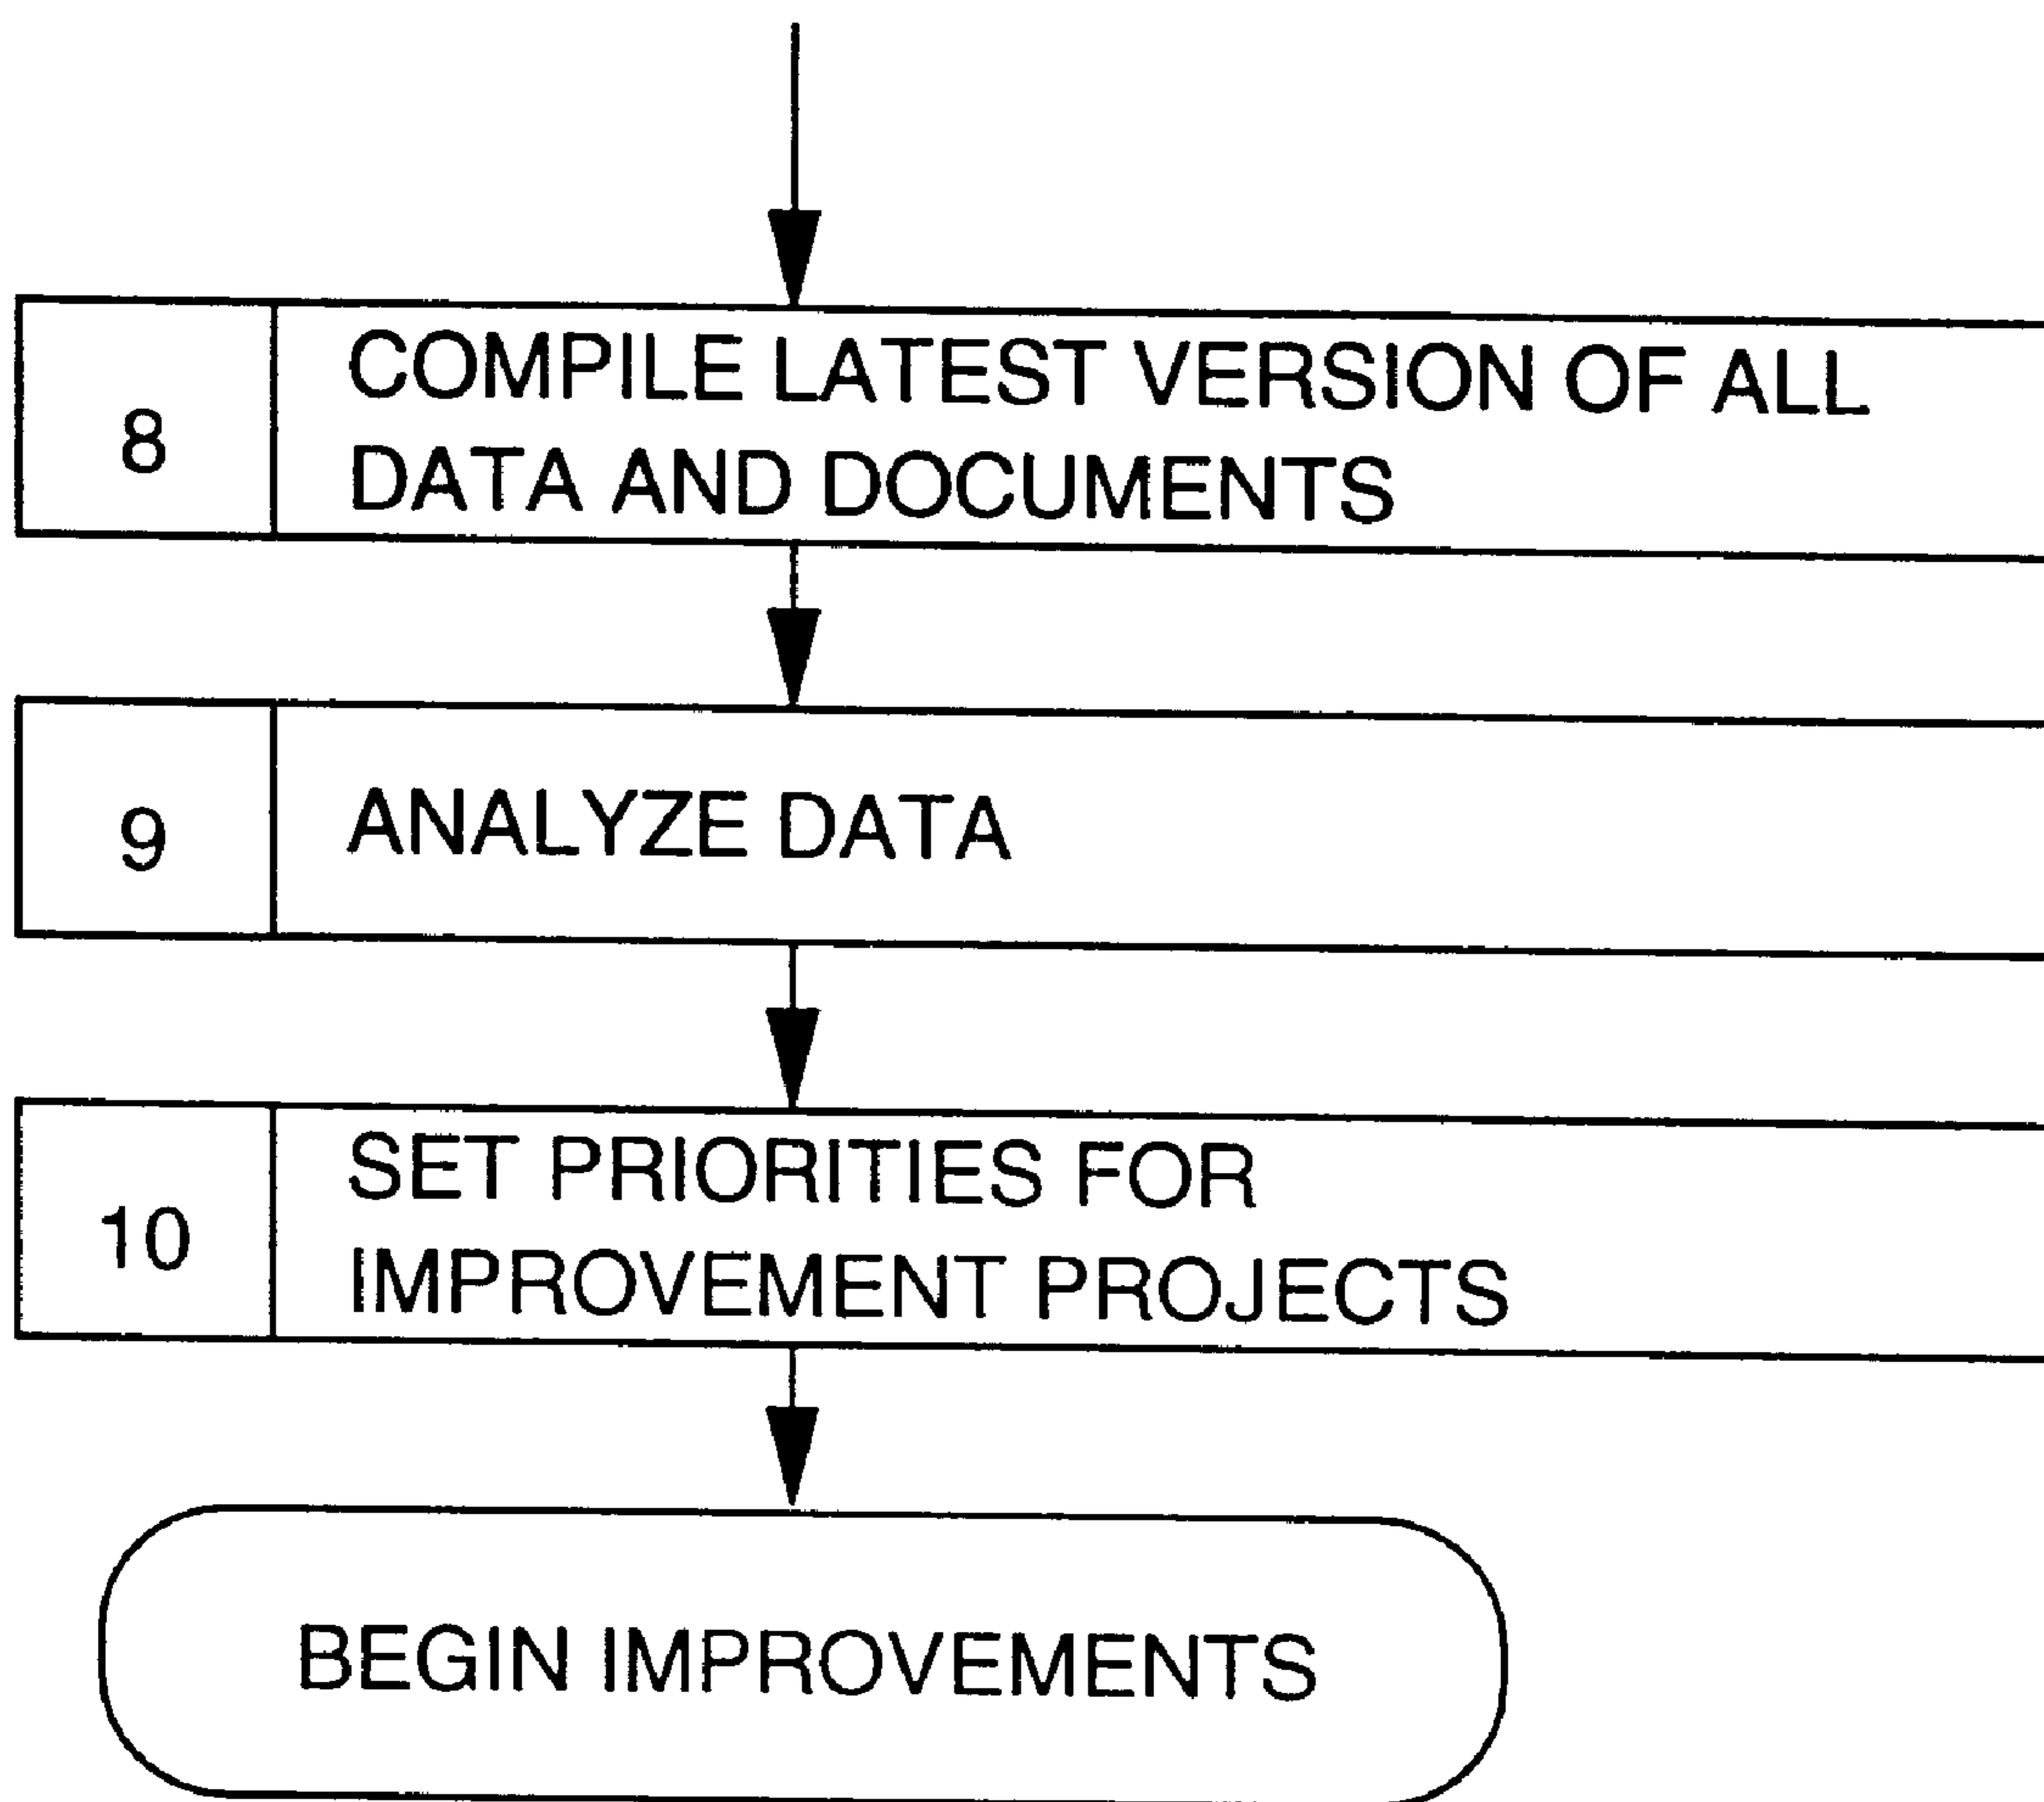 8
COMPILE LATEST VERSION OF ALL
DATA AND DOCUMENTS
9
ANALYZE DATA
10
SET PRIORITIES FOR
IMPROVEMENT PROJECTS
BEGIN IMPROVEMENTS